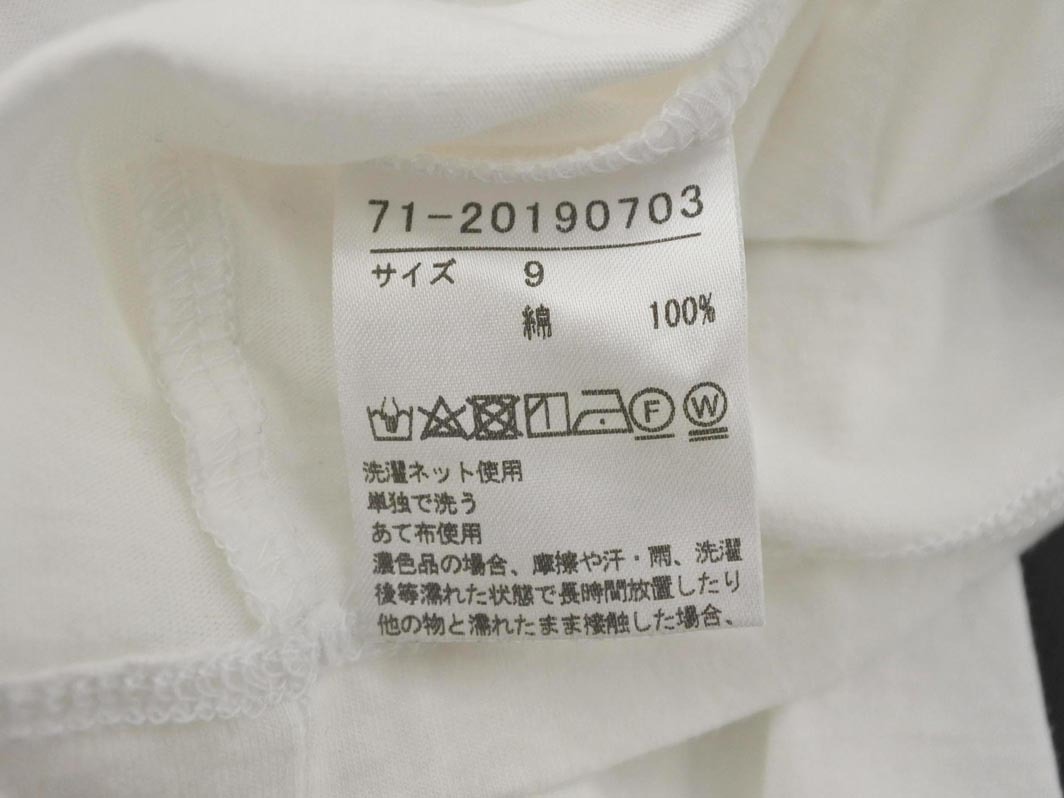 71-20190703
サイズ 9
綿 100%
F W
洗濯ネット使用
単独で洗う
あて布使用
濃色品の場合、摩擦や汗・雨、洗濯
後等濡れた状態で長時間放置したり
他の物と濡れたまま接触した場合、